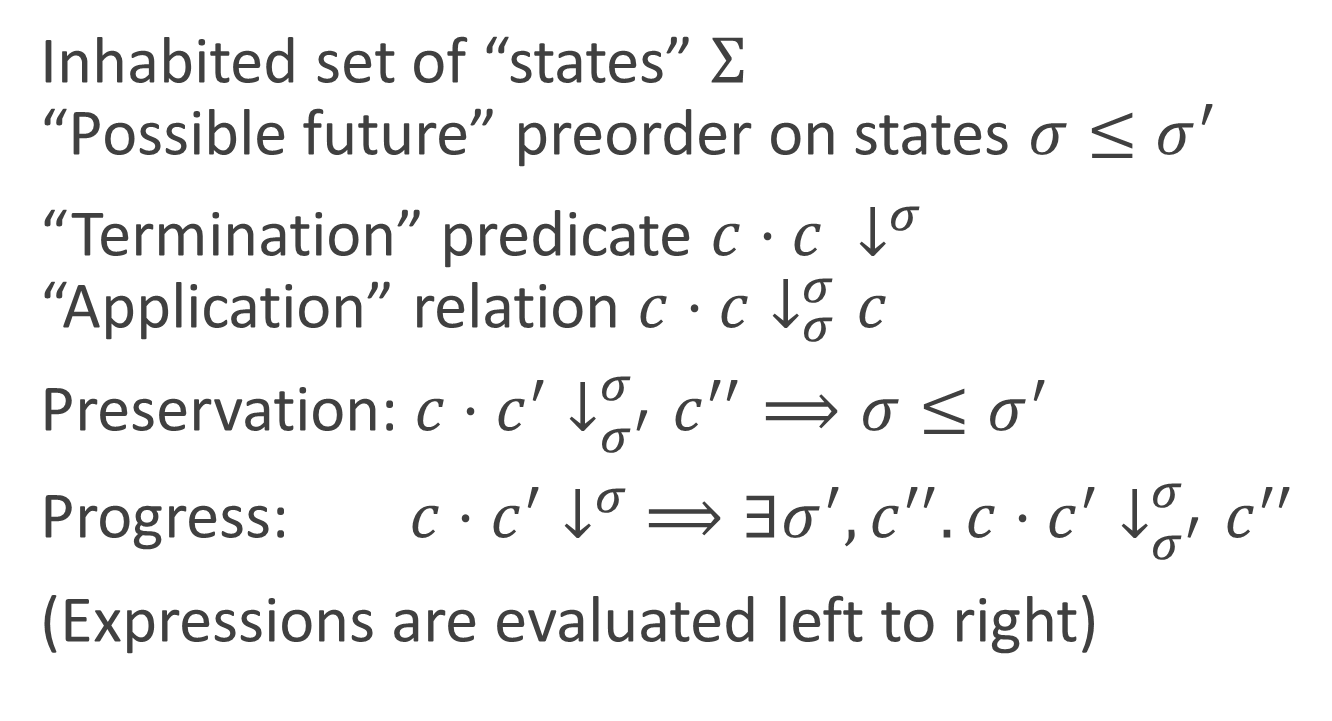 Inhabited set of “states” Σ
“Possible future” preorder on states σ ≤ σ′
“Termination” predicate c · c ↓^σ
“Application” relation c · c ↓^σ_σ c
Preservation: c · c′ ↓^σ_σ′ c′′ ⟹ σ ≤ σ′
Progress: c · c′ ↓^σ ⟹ ∃σ′, c′′. c · c′ ↓^σ_σ′ c′′
(Expressions are evaluated left to right)